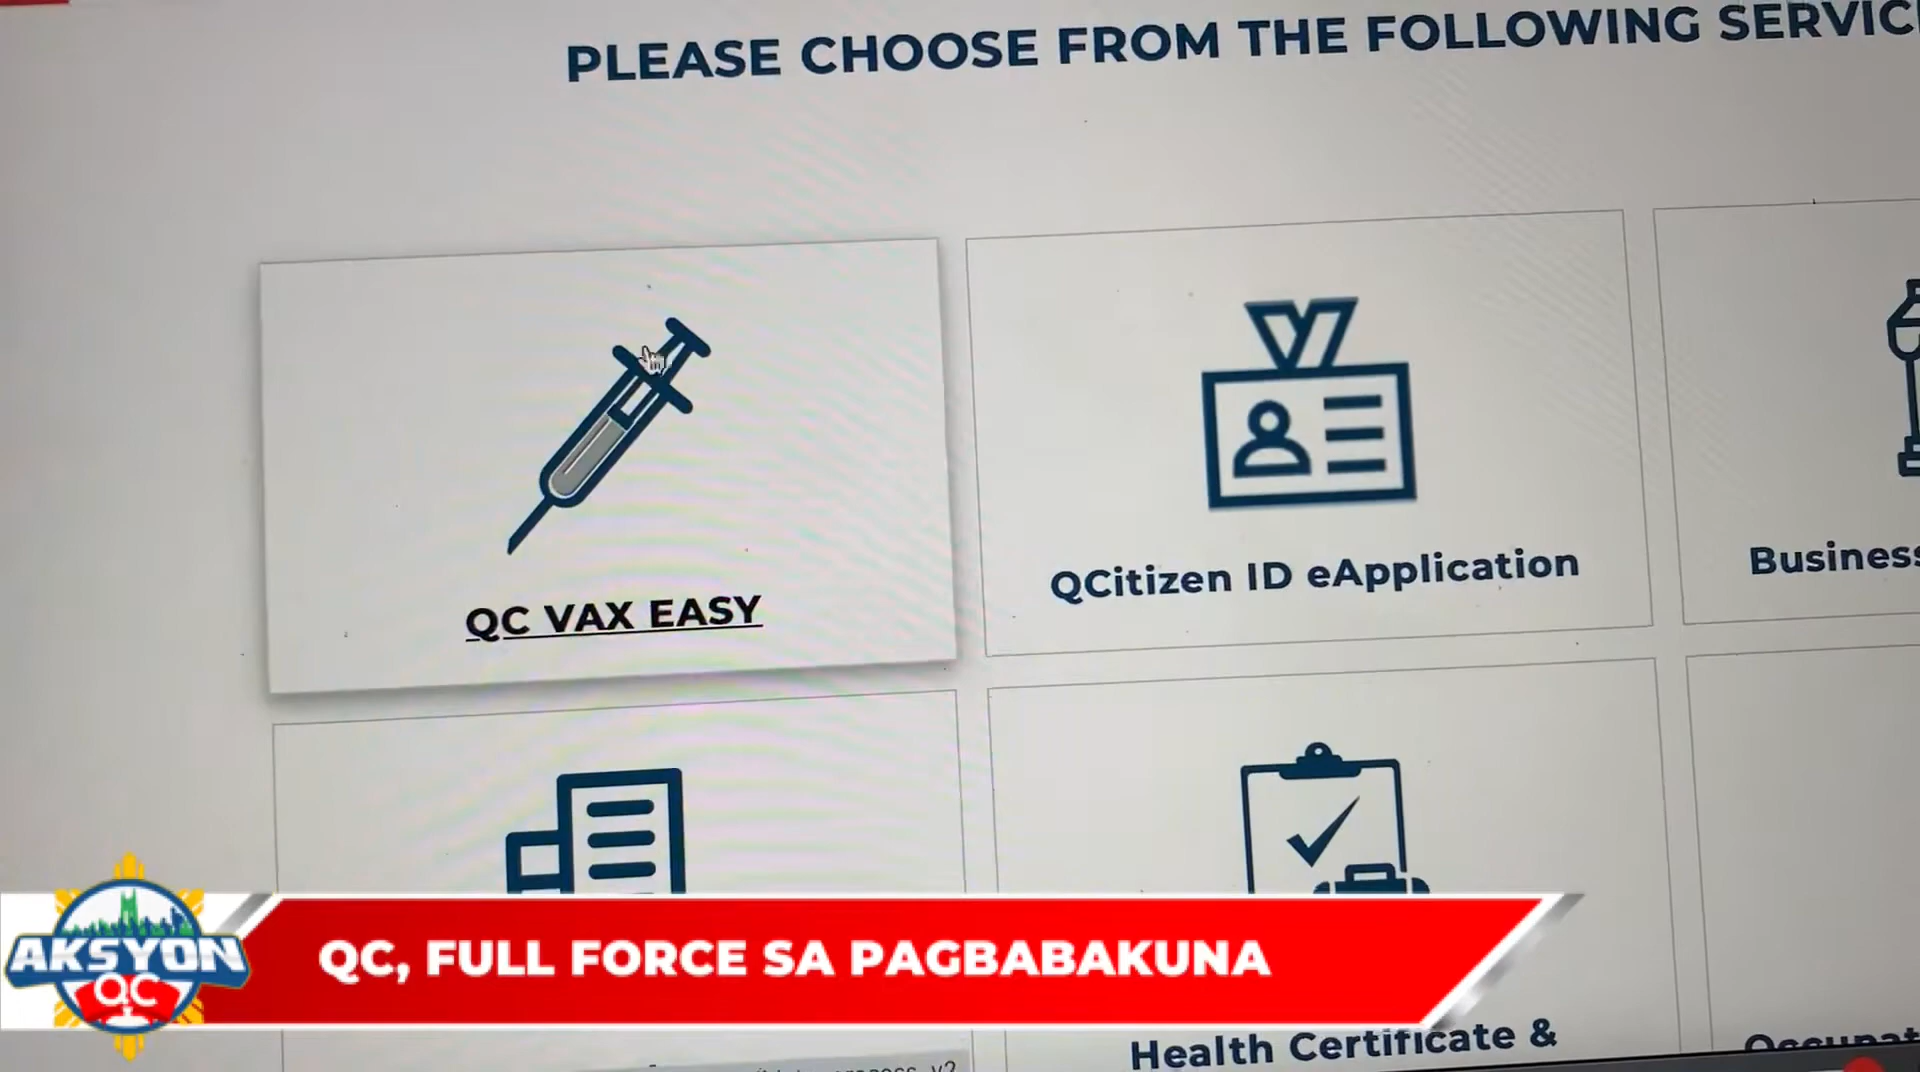 PLEASE CHOOSE FROM THE FOLLOWING
QC VAX EASY
QCitizen ID eApplication
Business
AKSYON
QC
QC, FULL FORCE SA PAGBABAKUNA
Health Certificate &